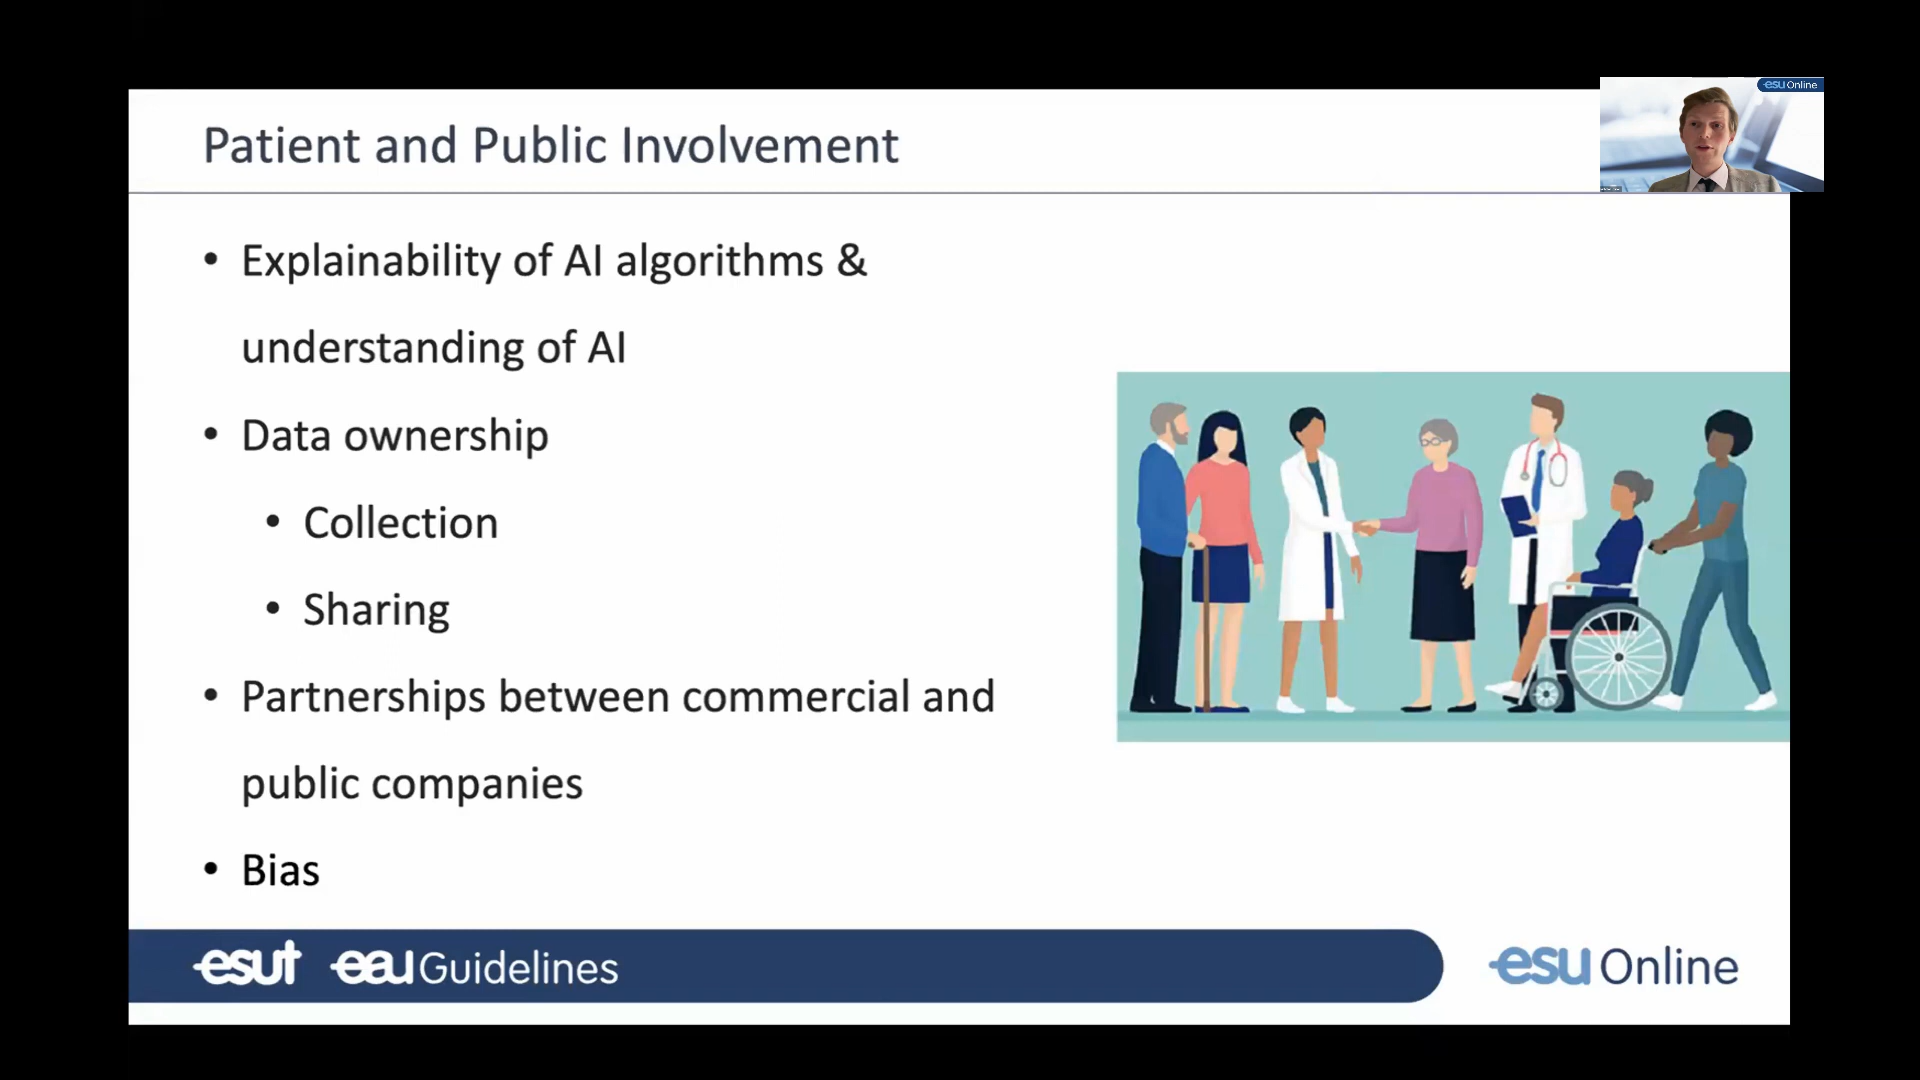 esu Online
Patient and Public Involvement
• Explainability of AI algorithms &
understanding of AI
• Data ownership
• Collection
• Sharing
• Partnerships between commercial and
public companies
• Bias
esut eau Guidelines
esu Online